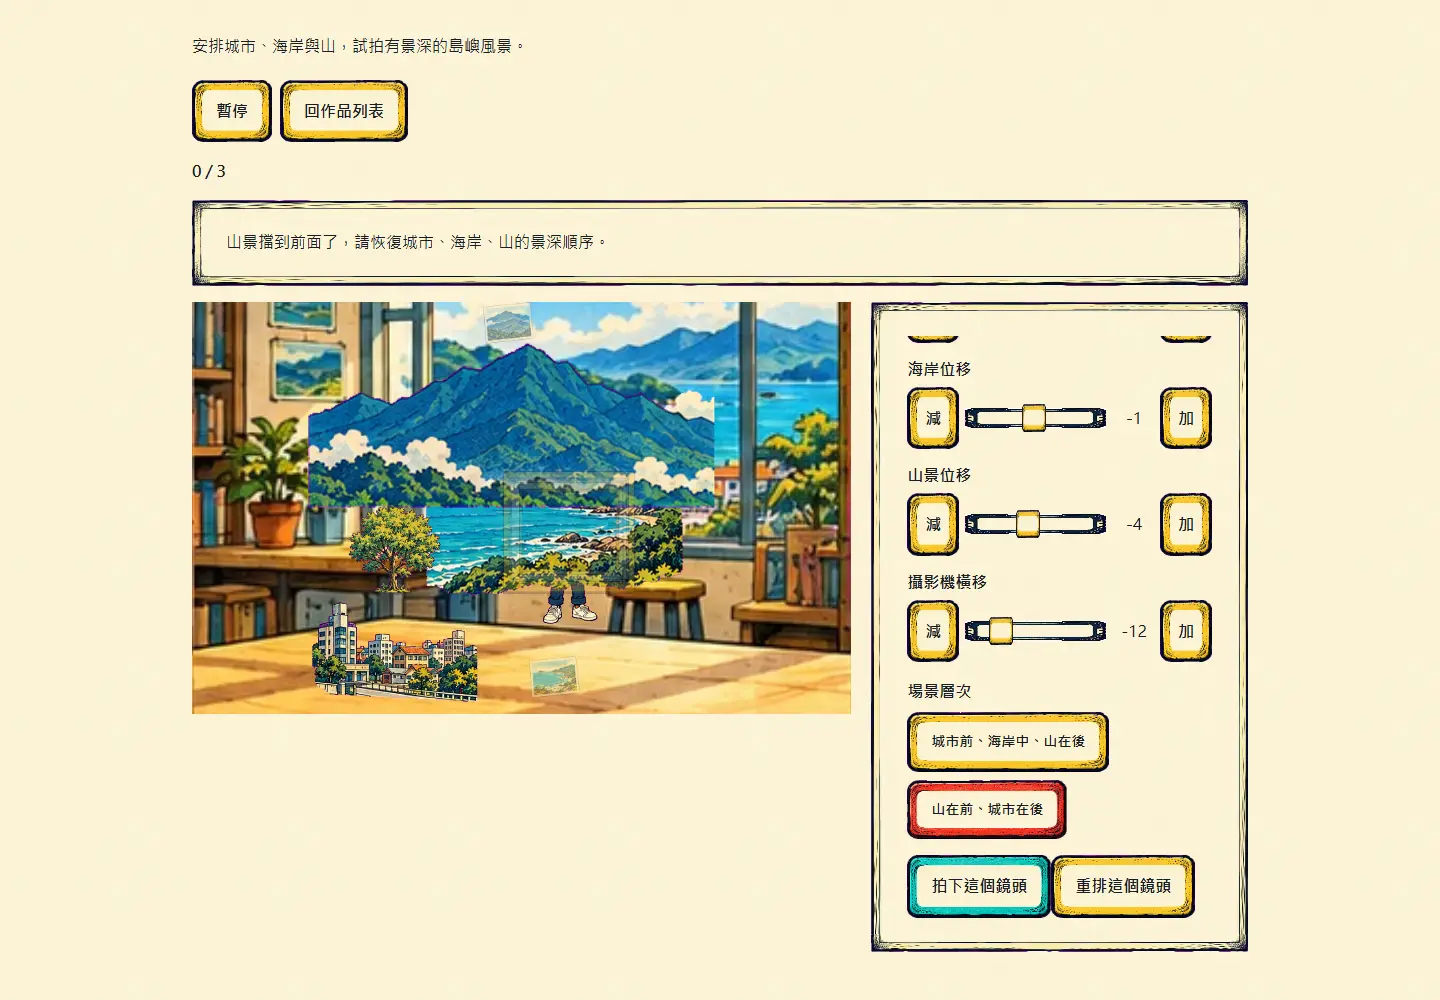 安排城市、海岸與山，試拍有景深的島嶼風景。
暫停
回作品列表
0 / 3
山景擋到前面了，請恢復城市、海岸、山的景深順序。
海岸位移
減
-1
加
山景位移
減
-4
加
攝影機橫移
減
-12
加
場景層次
城市前、海岸中、山在後
山在前、城市在後
拍下這個鏡頭
重排這個鏡頭